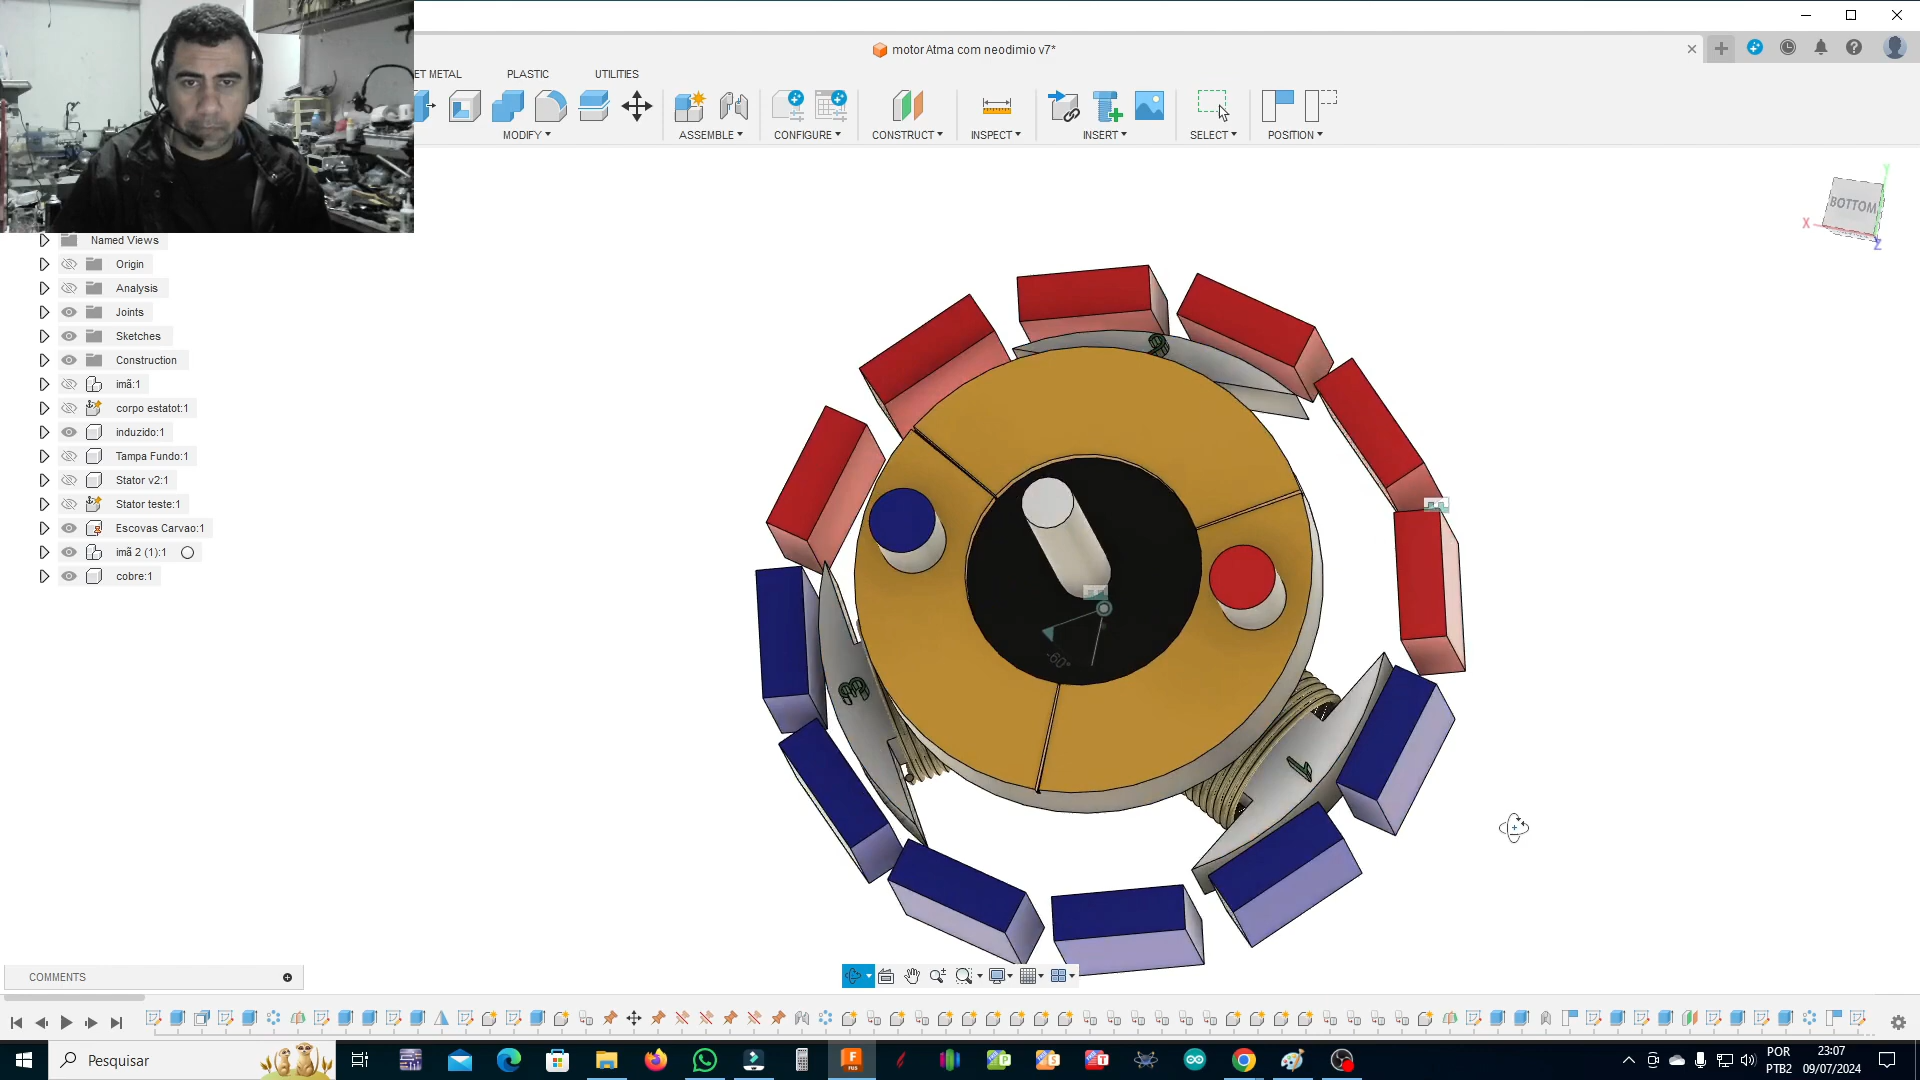 motor Atma com neodimio v7*
ET METAL
PLASTIC
UTILITIES
MODIFY
ASSEMBLE
CONFIGURE
CONSTRUCT
INSPECT
INSERT
SELECT
POSITION
BOTTOM
X
Y
Z
Named Views
Origin
Analysis
Joints
Sketches
Construction
imã:1
corpo estatot:1
induzido:1
Tampa Fundo:1
Stator v2:1
Stator teste:1
Escovas Carvao:1
imã 2 (1):1
cobre:1
-60°
3
1
COMMENTS
Pesquisar
POR
PTB2
23:07
09/07/2024